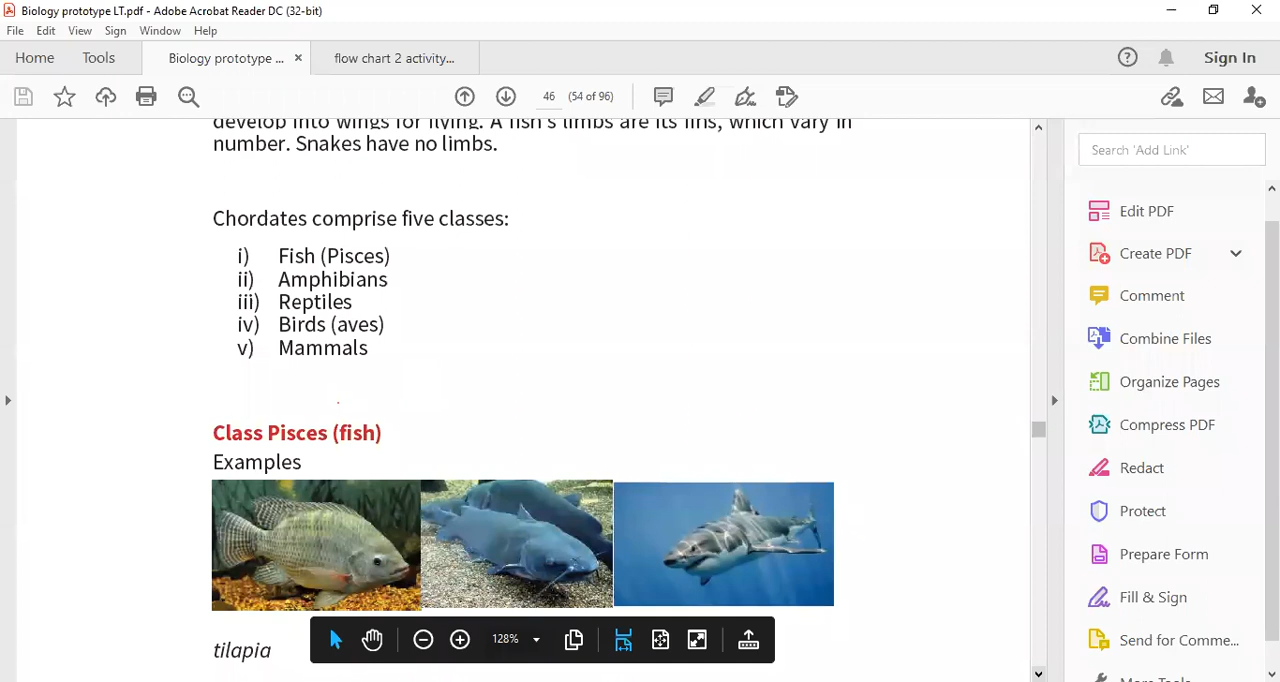 Biology prototype LT.pdf - Adobe Acrobat Reader DC (32-bit)
File Edit View Sign Window Help
Home Tools Biology prototype ... × flow chart 2 activity... Sign In
46 (54 of 96)
develop into wings for flying. A fish's limbs are its fins, which vary in
number. Snakes have no limbs.
Search 'Add Link'
Chordates comprise five classes:
i) Fish (Pisces)
ii) Amphibians
iii) Reptiles
iv) Birds (aves)
v) Mammals
Class Pisces (fish)
Examples
tilapia
128%
Edit PDF
Create PDF
Comment
Combine Files
Organize Pages
Compress PDF
Redact
Protect
Prepare Form
Fill & Sign
Send for Comme...
More Tools